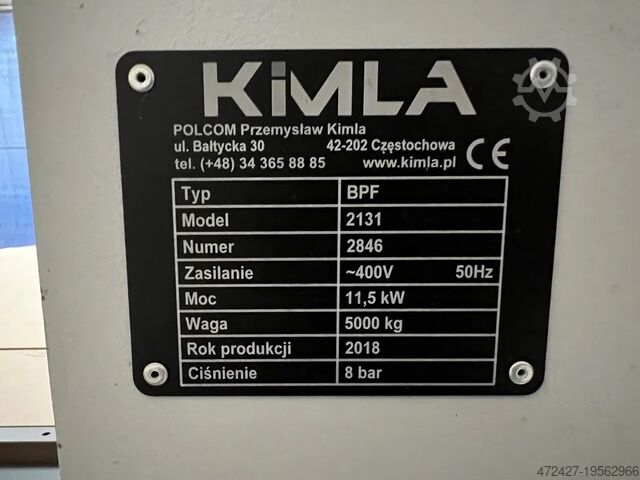 KiMLA
POLCOM Przemysław Kimla
ul. Bałtycka 30 42-202 Częstochowa
tel. (+48) 34 365 88 85 www.kimla.pl CE
Typ BPF
Model 2131
Numer 2846
Zasilanie ~400V 50Hz
Moc 11,5 kW
Waga 5000 kg
Rok produkcji 2018
Ciśnienie 8 bar
472427-19562966